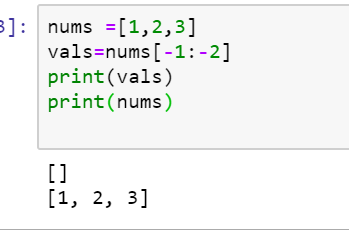 3]: nums =[1,2,3]
vals=nums[-1:-2]
print(vals)
print(nums)
[]
[1, 2, 3]